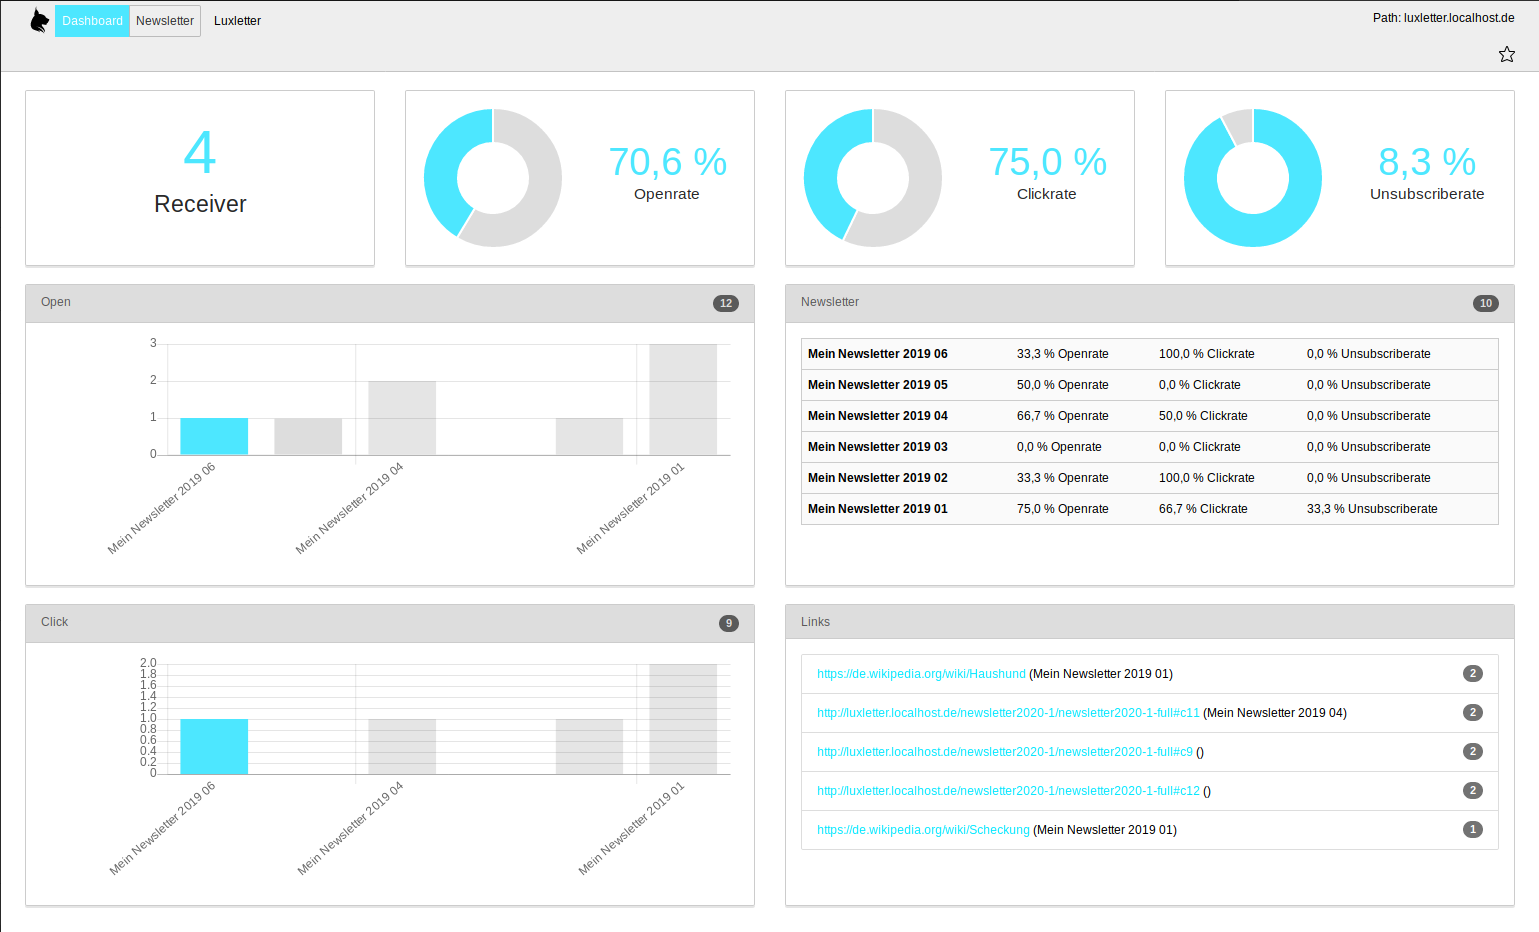 Dashboard Newsletter Luxletter
Path: luxletter.localhost.de
4
Receiver
70,6 %
Openrate
75,0 %
Clickrate
8,3 %
Unsubscriberate
Open 12
3
2
1
0
Mein Newsletter 2019 06
Mein Newsletter 2019 04
Mein Newsletter 2019 01
Newsletter 10
Mein Newsletter 2019 06 33,3 % Openrate 100,0 % Clickrate 0,0 % Unsubscriberate
Mein Newsletter 2019 05 50,0 % Openrate 0,0 % Clickrate 0,0 % Unsubscriberate
Mein Newsletter 2019 04 66,7 % Openrate 50,0 % Clickrate 0,0 % Unsubscriberate
Mein Newsletter 2019 03 0,0 % Openrate 0,0 % Clickrate 0,0 % Unsubscriberate
Mein Newsletter 2019 02 33,3 % Openrate 100,0 % Clickrate 0,0 % Unsubscriberate
Mein Newsletter 2019 01 75,0 % Openrate 66,7 % Clickrate 33,3 % Unsubscriberate
Click 9
2.0
1.8
1.6
1.4
1.2
1.0
0.8
0.6
0.4
0.2
0
Mein Newsletter 2019 06
Mein Newsletter 2019 04
Mein Newsletter 2019 01
Links
https://de.wikipedia.org/wiki/Haushund (Mein Newsletter 2019 01) 2
http://luxletter.localhost.de/newsletter2020-1/newsletter2020-1-full#c11 (Mein Newsletter 2019 04) 2
http://luxletter.localhost.de/newsletter2020-1/newsletter2020-1-full#c9 () 2
http://luxletter.localhost.de/newsletter2020-1/newsletter2020-1-full#c12 () 2
https://de.wikipedia.org/wiki/Scheckung (Mein Newsletter 2019 01) 1